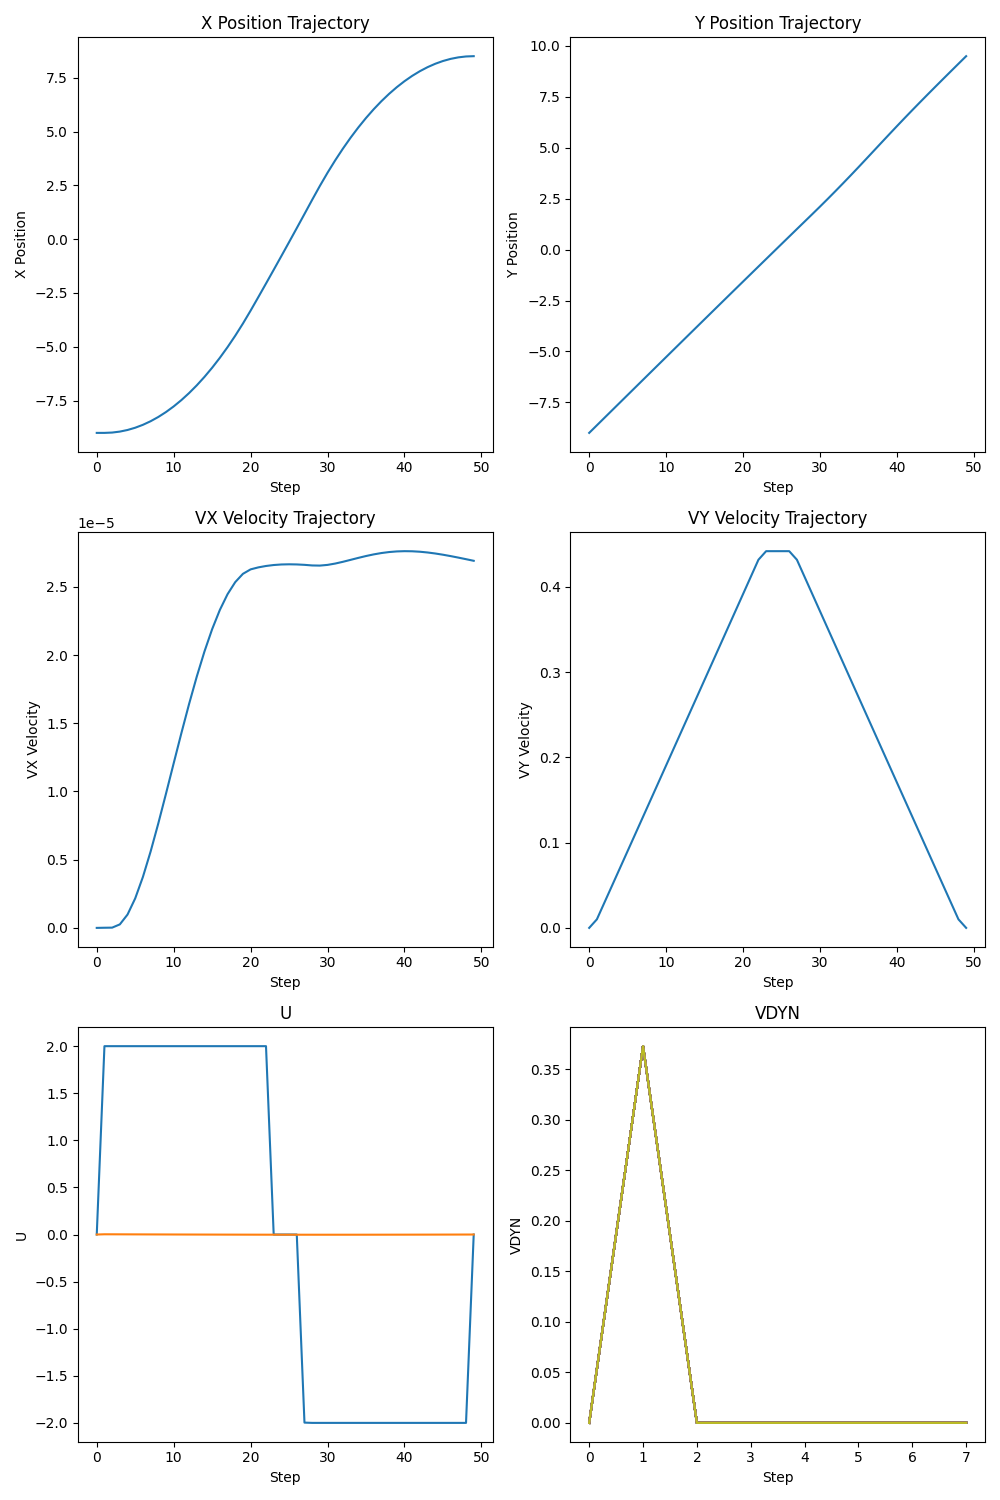 X Position Trajectory
Y Position Trajectory
X Position
7.5
5.0
2.5
0.0
−2.5
−5.0
−7.5
0 10 20 30 40 50
Step
Y Position
10.0
7.5
5.0
2.5
0.0
−2.5
−5.0
−7.5
0 10 20 30 40 50
Step
VX Velocity Trajectory
VY Velocity Trajectory
1e−5
VX Velocity
2.5
2.0
1.5
1.0
0.5
0.0
0 10 20 30 40 50
Step
VY Velocity
0.4
0.3
0.2
0.1
0.0
0 10 20 30 40 50
Step
U
VDYN
U
2.0
1.5
1.0
0.5
0.0
−0.5
−1.0
−1.5
−2.0
0 10 20 30 40 50
Step
VDYN
0.35
0.30
0.25
0.20
0.15
0.10
0.05
0.00
0 1 2 3 4 5 6 7
Step